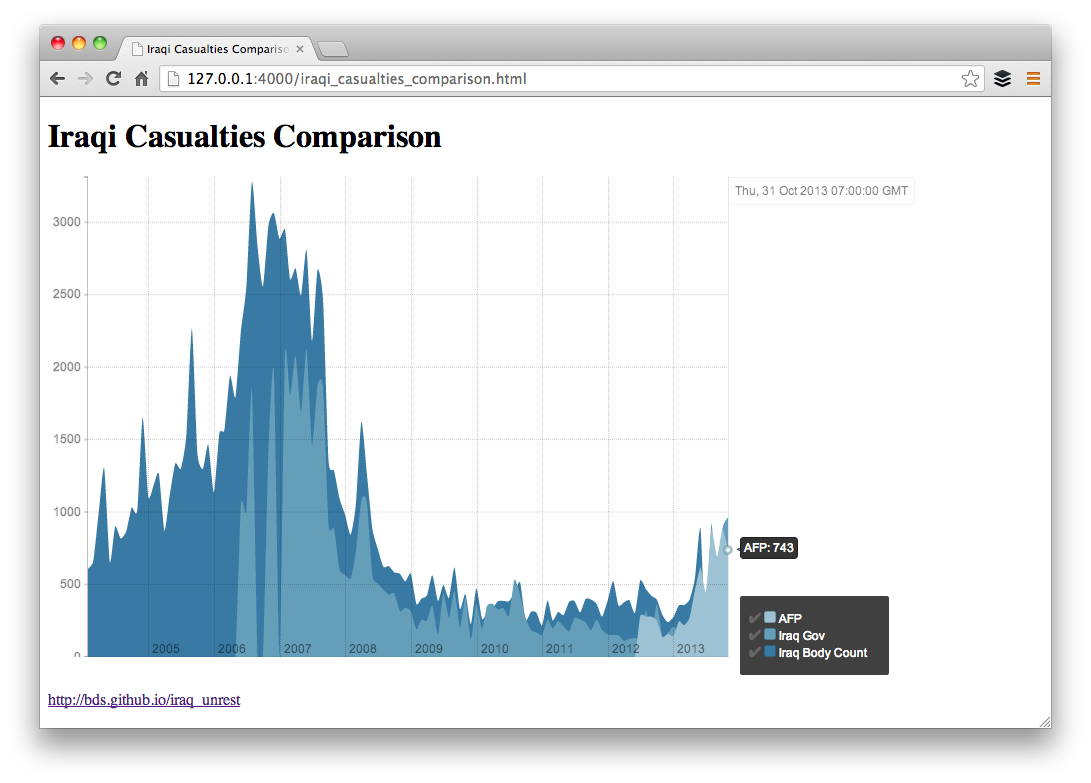 Iraqi Casualties Compariso
127.0.0.1:4000/iraqi_casualties_comparison.html
Iraqi Casualties Comparison
Thu, 31 Oct 2013 07:00:00 GMT
3000
2500
2000
1500
1000
500
0
2005 2006 2007 2008 2009 2010 2011 2012 2013
AFP: 743
AFP
Iraq Gov
Iraq Body Count
http://bds.github.io/iraq_unrest